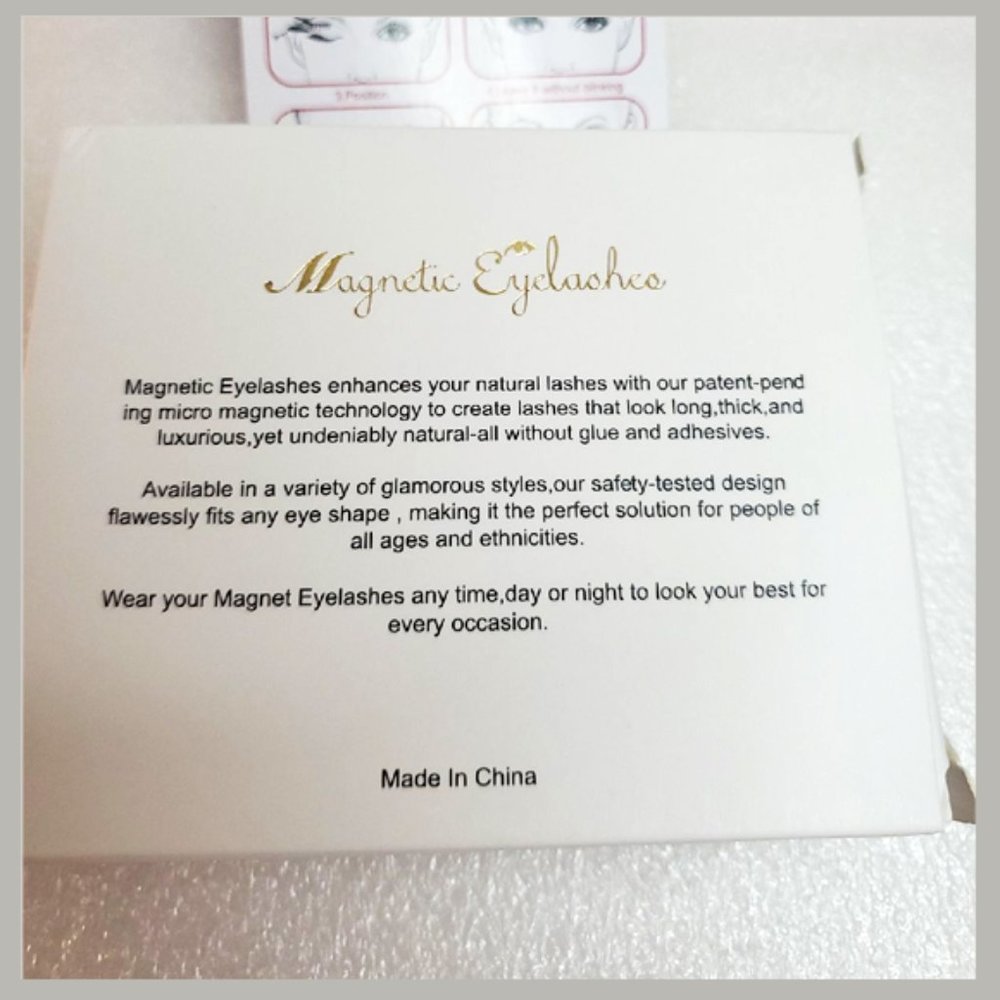 3.Position
without blinking
Magnetic Eyelashes
Magnetic Eyelashes enhances your natural lashes with our patent-pend
ing micro magnetic technology to create lashes that look long,thick,and
luxurious,yet undeniably natural-all without glue and adhesives.
Available in a variety of glamorous styles,our safety-tested design
flawessly fits any eye shape , making it the perfect solution for people of
all ages and ethnicities.
Wear your Magnet Eyelashes any time,day or night to look your best for
every occasion.
Made In China